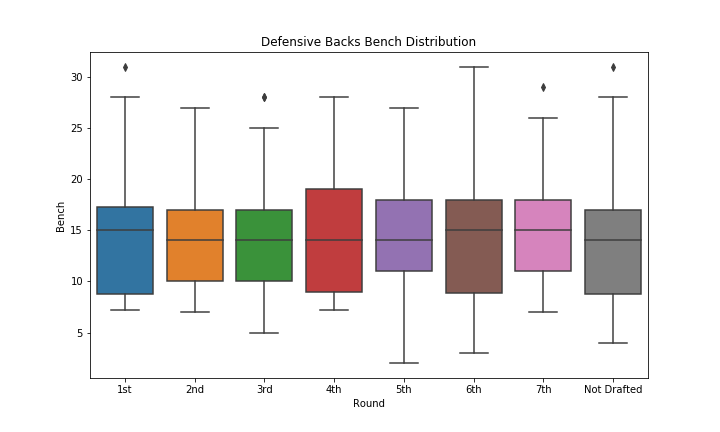 Defensive Backs Bench Distribution
Bench
30
25
20
15
10
5
1st 2nd 3rd 4th 5th 6th 7th Not Drafted
Round